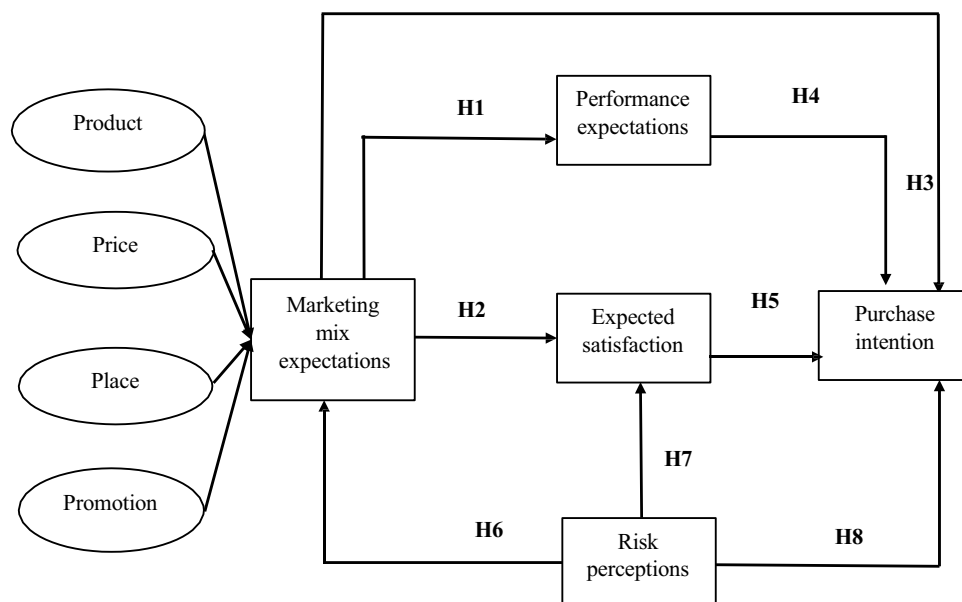 Product
Price
Place
Promotion
Marketing
mix
expectations
H1
H2
H6
Performance
expectations
Expected
satisfaction
H7
Risk
perceptions
H4
H3
H5
Purchase
intention
H8